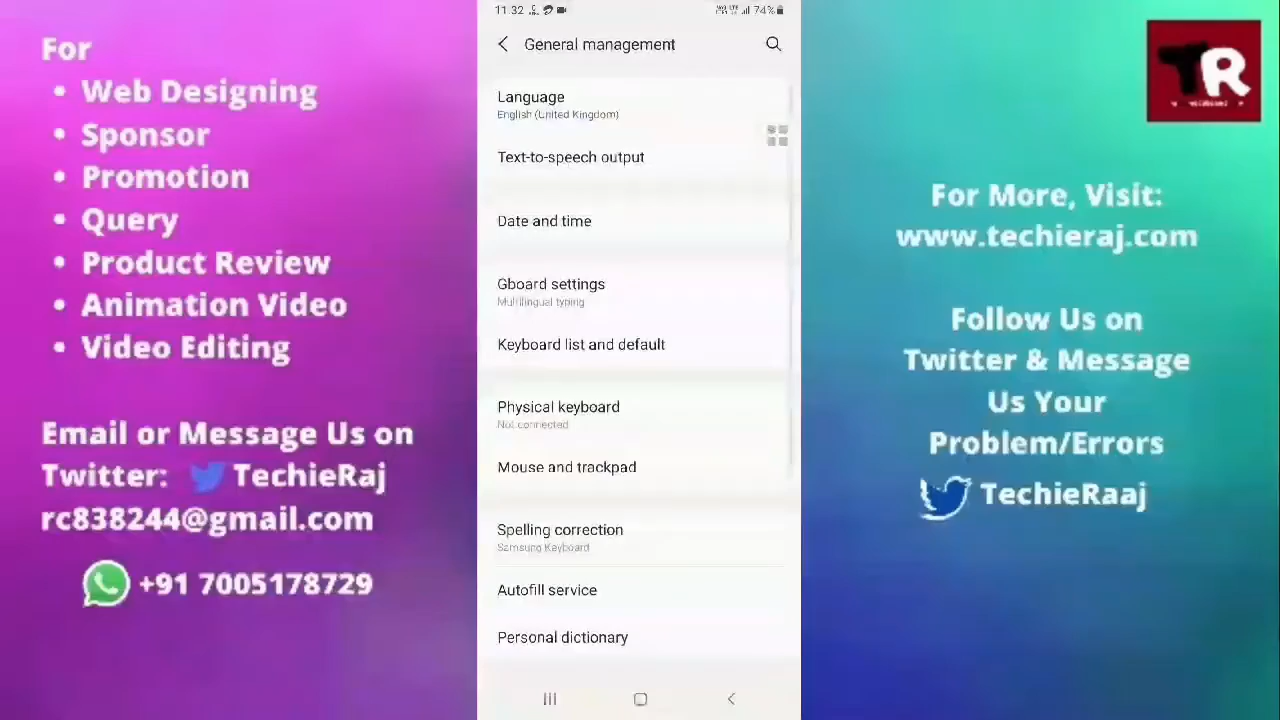 For
• Web Designing
• Sponsor
• Promotion
• Query
• Product Review
• Animation Video
• Video Editing
Email or Message Us on
Twitter: TechieRaj
rc838244@gmail.com
+91 7005178729
11.32
74%
General management
Language
English (United Kingdom)
Text-to-speech output
Date and time
Gboard settings
Multilingual typing
Keyboard list and default
Physical keyboard
Not connected
Mouse and trackpad
Spelling correction
Samsung Keyboard
Autofill service
Personal dictionary
TR
For More, Visit:
www.techieraj.com
Follow Us on
Twitter & Message
Us Your
Problem/Errors
TechieRaaj